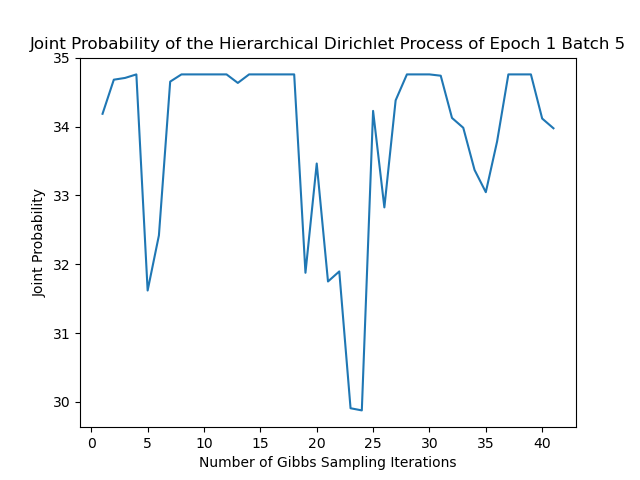 Joint Probability of the Hierarchical Dirichlet Process of Epoch 1 Batch 5
35
34
33
32
31
30
Joint Probability
0 5 10 15 20 25 30 35 40
Number of Gibbs Sampling Iterations